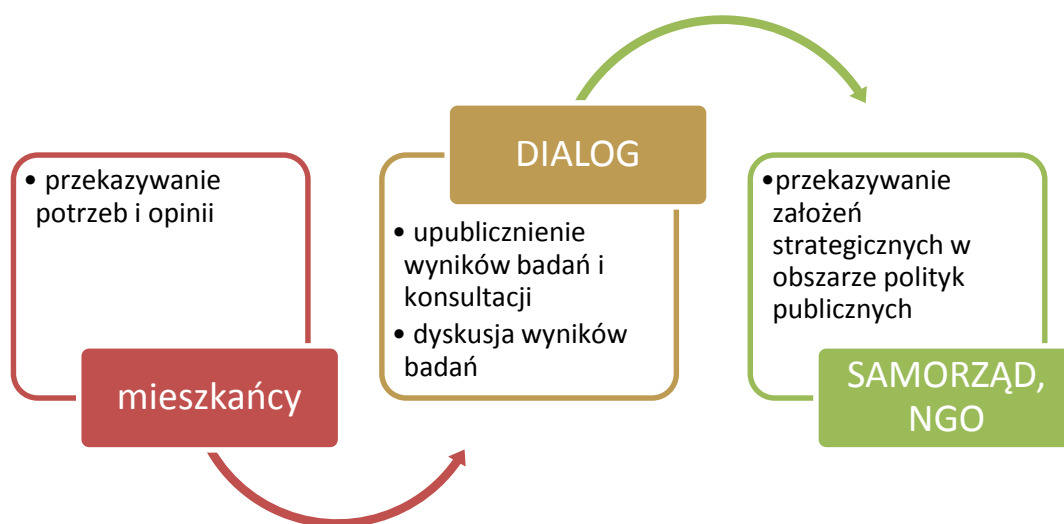 • przekazywanie
potrzeb i opinii
mieszkańcy
DIALOG
• upublicznienie
wyników badań i
konsultacji
• dyskusja wyników
badań
•przekazywanie
założeń
strategicznych w
obszarze polityk
publicznych
SAMORZĄD,
NGO